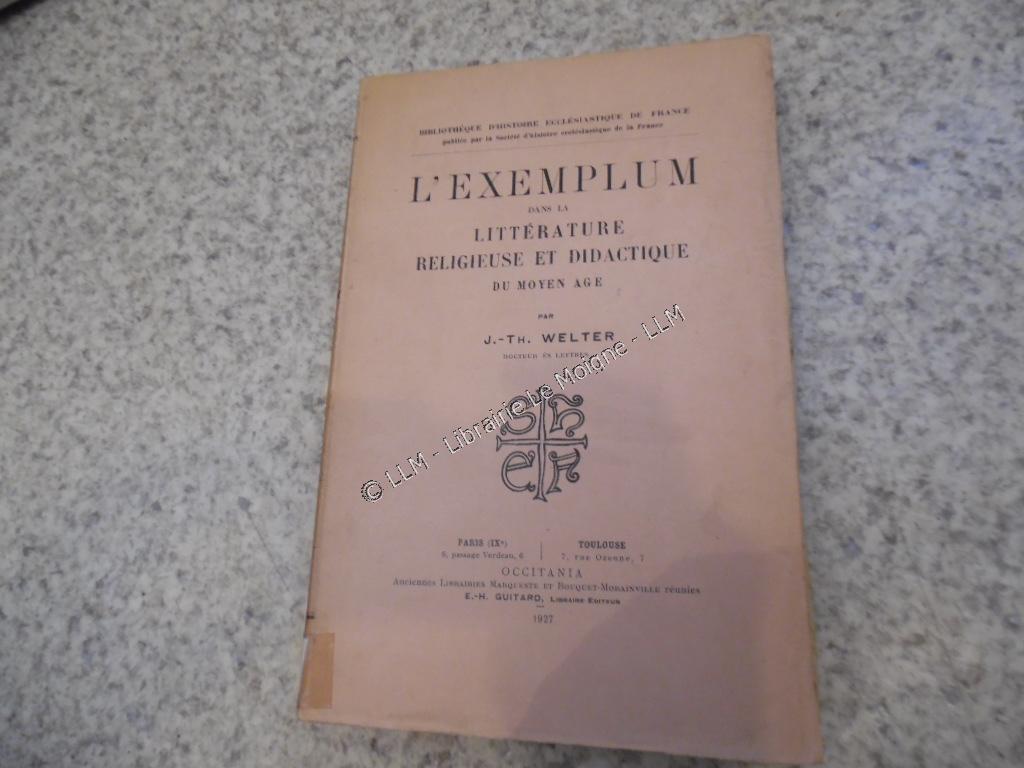 BIBLIOTHÈQUE D'HISTOIRE ECCLÉSIASTIQUE DE FRANCE
publiée par la Société d'histoire ecclésiastique de la France
L'EXEMPLUM
DANS LA
LITTÉRATURE
RELIGIEUSE ET DIDACTIQUE
DU MOYEN AGE
PAR
J.-TH. WELTER
DOCTEUR ÈS LETTRES
© LLM - Librairie Le Moigne - LLM
S H
E F
PARIS (IXe)
6, passage Verdeau, 6
TOULOUSE
7, rue Ozenne, 7
OCCITANIA
ANCIENNES LIBRAIRIES MARQUESTE ET BOUQUET-MORAINVILLE réunies
E.-H. GUITARD, LIBRAIRE EDITEUR
1927